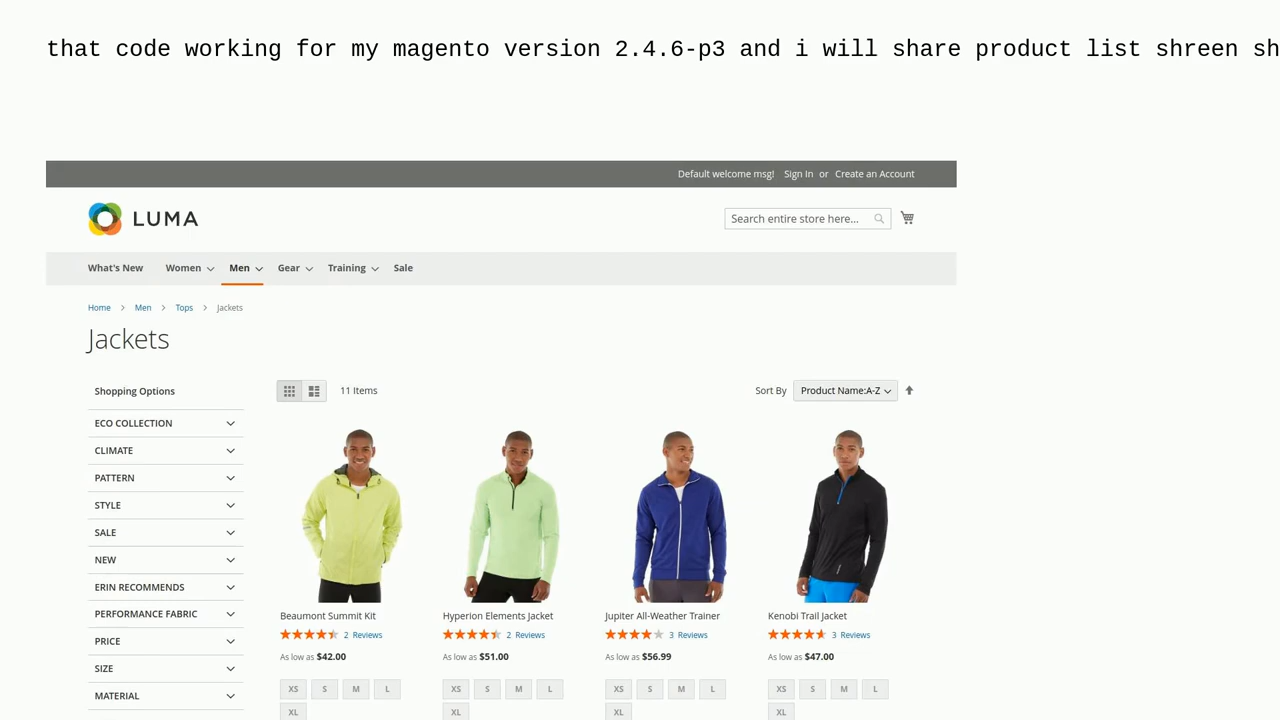 that code working for my magento version 2.4.6-p3 and i will share product list shreen sh
Default welcome msg! Sign In or Create an Account
LUMA
Search entire store here...
What's New Women Men Gear Training Sale
Home Men Tops Jackets
Jackets
Shopping Options
11 Items
Sort By Product Name:A-Z
ECO COLLECTION
CLIMATE
PATTERN
STYLE
SALE
NEW
ERIN RECOMMENDS
PERFORMANCE FABRIC
PRICE
SIZE
MATERIAL
Beaumont Summit Kit Hyperion Elements Jacket Jupiter All-Weather Trainer Kenobi Trail Jacket
2 Reviews 2 Reviews 3 Reviews 3 Reviews
As low as $42.00 As low as $51.00 As low as $56.99 As low as $47.00
XS S M L XS S M L XS S M L XS S M L
XL XL XL XL